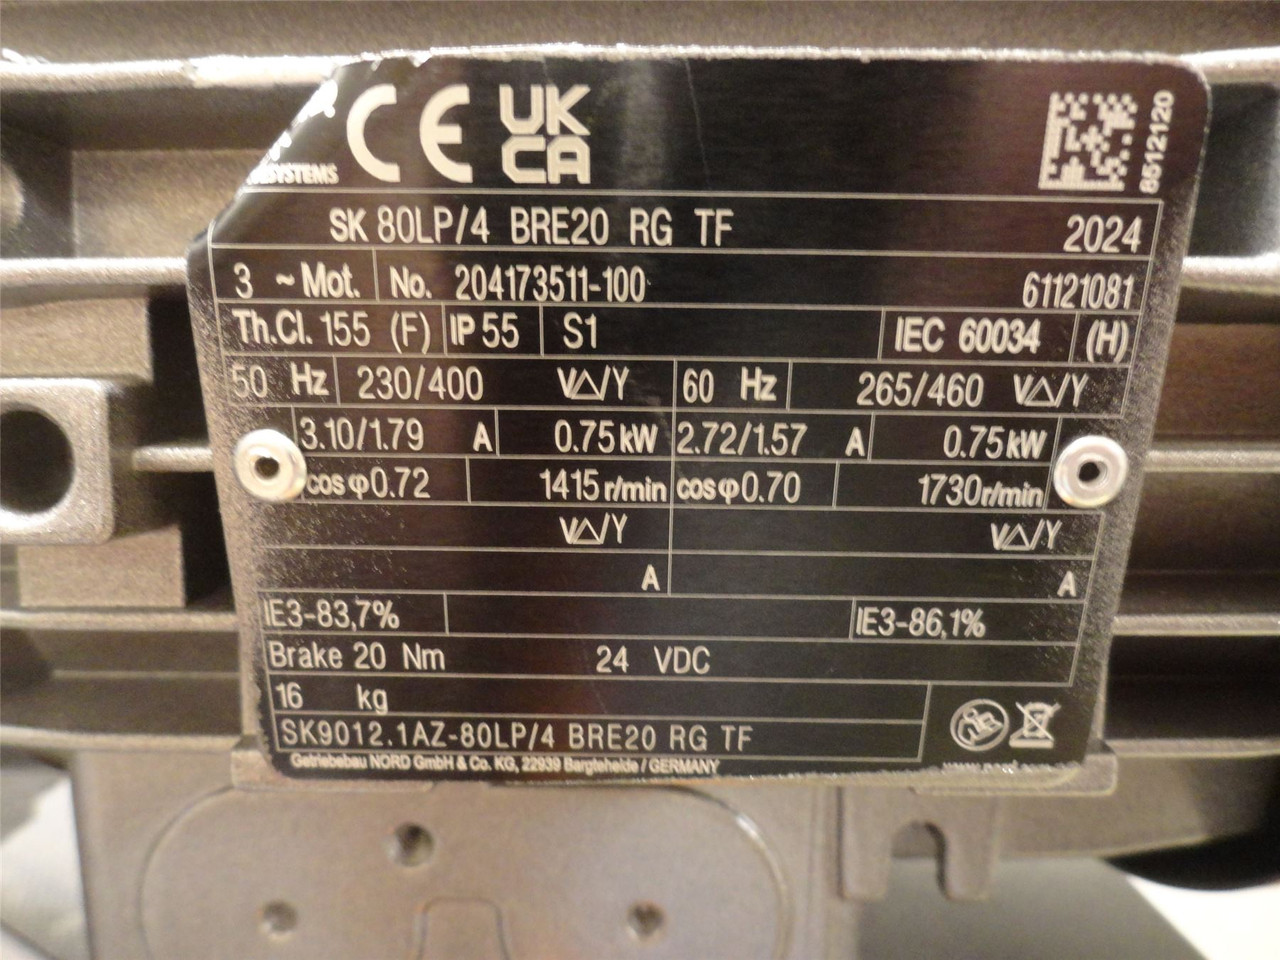 CE UK CA
8512120
SK 80LP/4 BRE20 RG TF 2024
3 ~ Mot. No. 204173511-100 61121081
Th.Cl. 155 (F) IP 55 S1 IEC 60034 (H)
50 Hz 230/400 V△/Y 60 Hz 265/460 V△/Y
3.10/1.79 A 0.75 kW 2.72/1.57 A 0.75 kW
cos φ 0.72 1415 r/min cos φ 0.70 1730 r/min
V△/Y V△/Y
A A
IE3-83,7% IE3-86,1%
Brake 20 Nm 24 VDC
16 kg
SK9012.1AZ-80LP/4 BRE20 RG TF
Getriebebau NORD GmbH & Co. KG, 22939 Bargteheide / GERMANY